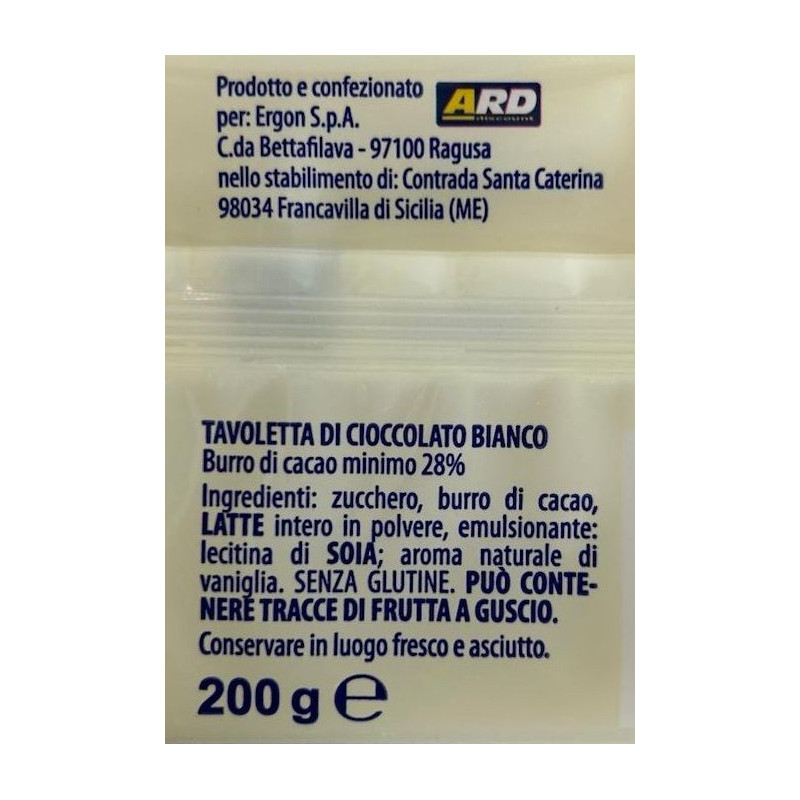 Prodotto e confezionato
per: Ergon S.p.A.
ARD
discount
C.da Bettafilava - 97100 Ragusa
nello stabilimento di: Contrada Santa Caterina
98034 Francavilla di Sicilia (ME)
TAVOLETTA DI CIOCCOLATO BIANCO
Burro di cacao minimo 28%
Ingredienti: zucchero, burro di cacao,
LATTE intero in polvere, emulsionante:
lecitina di SOIA; aroma naturale di
vaniglia. SENZA GLUTINE. PUÒ CONTE-
NERE TRACCE DI FRUTTA A GUSCIO.
Conservare in luogo fresco e asciutto.
200 g ℮